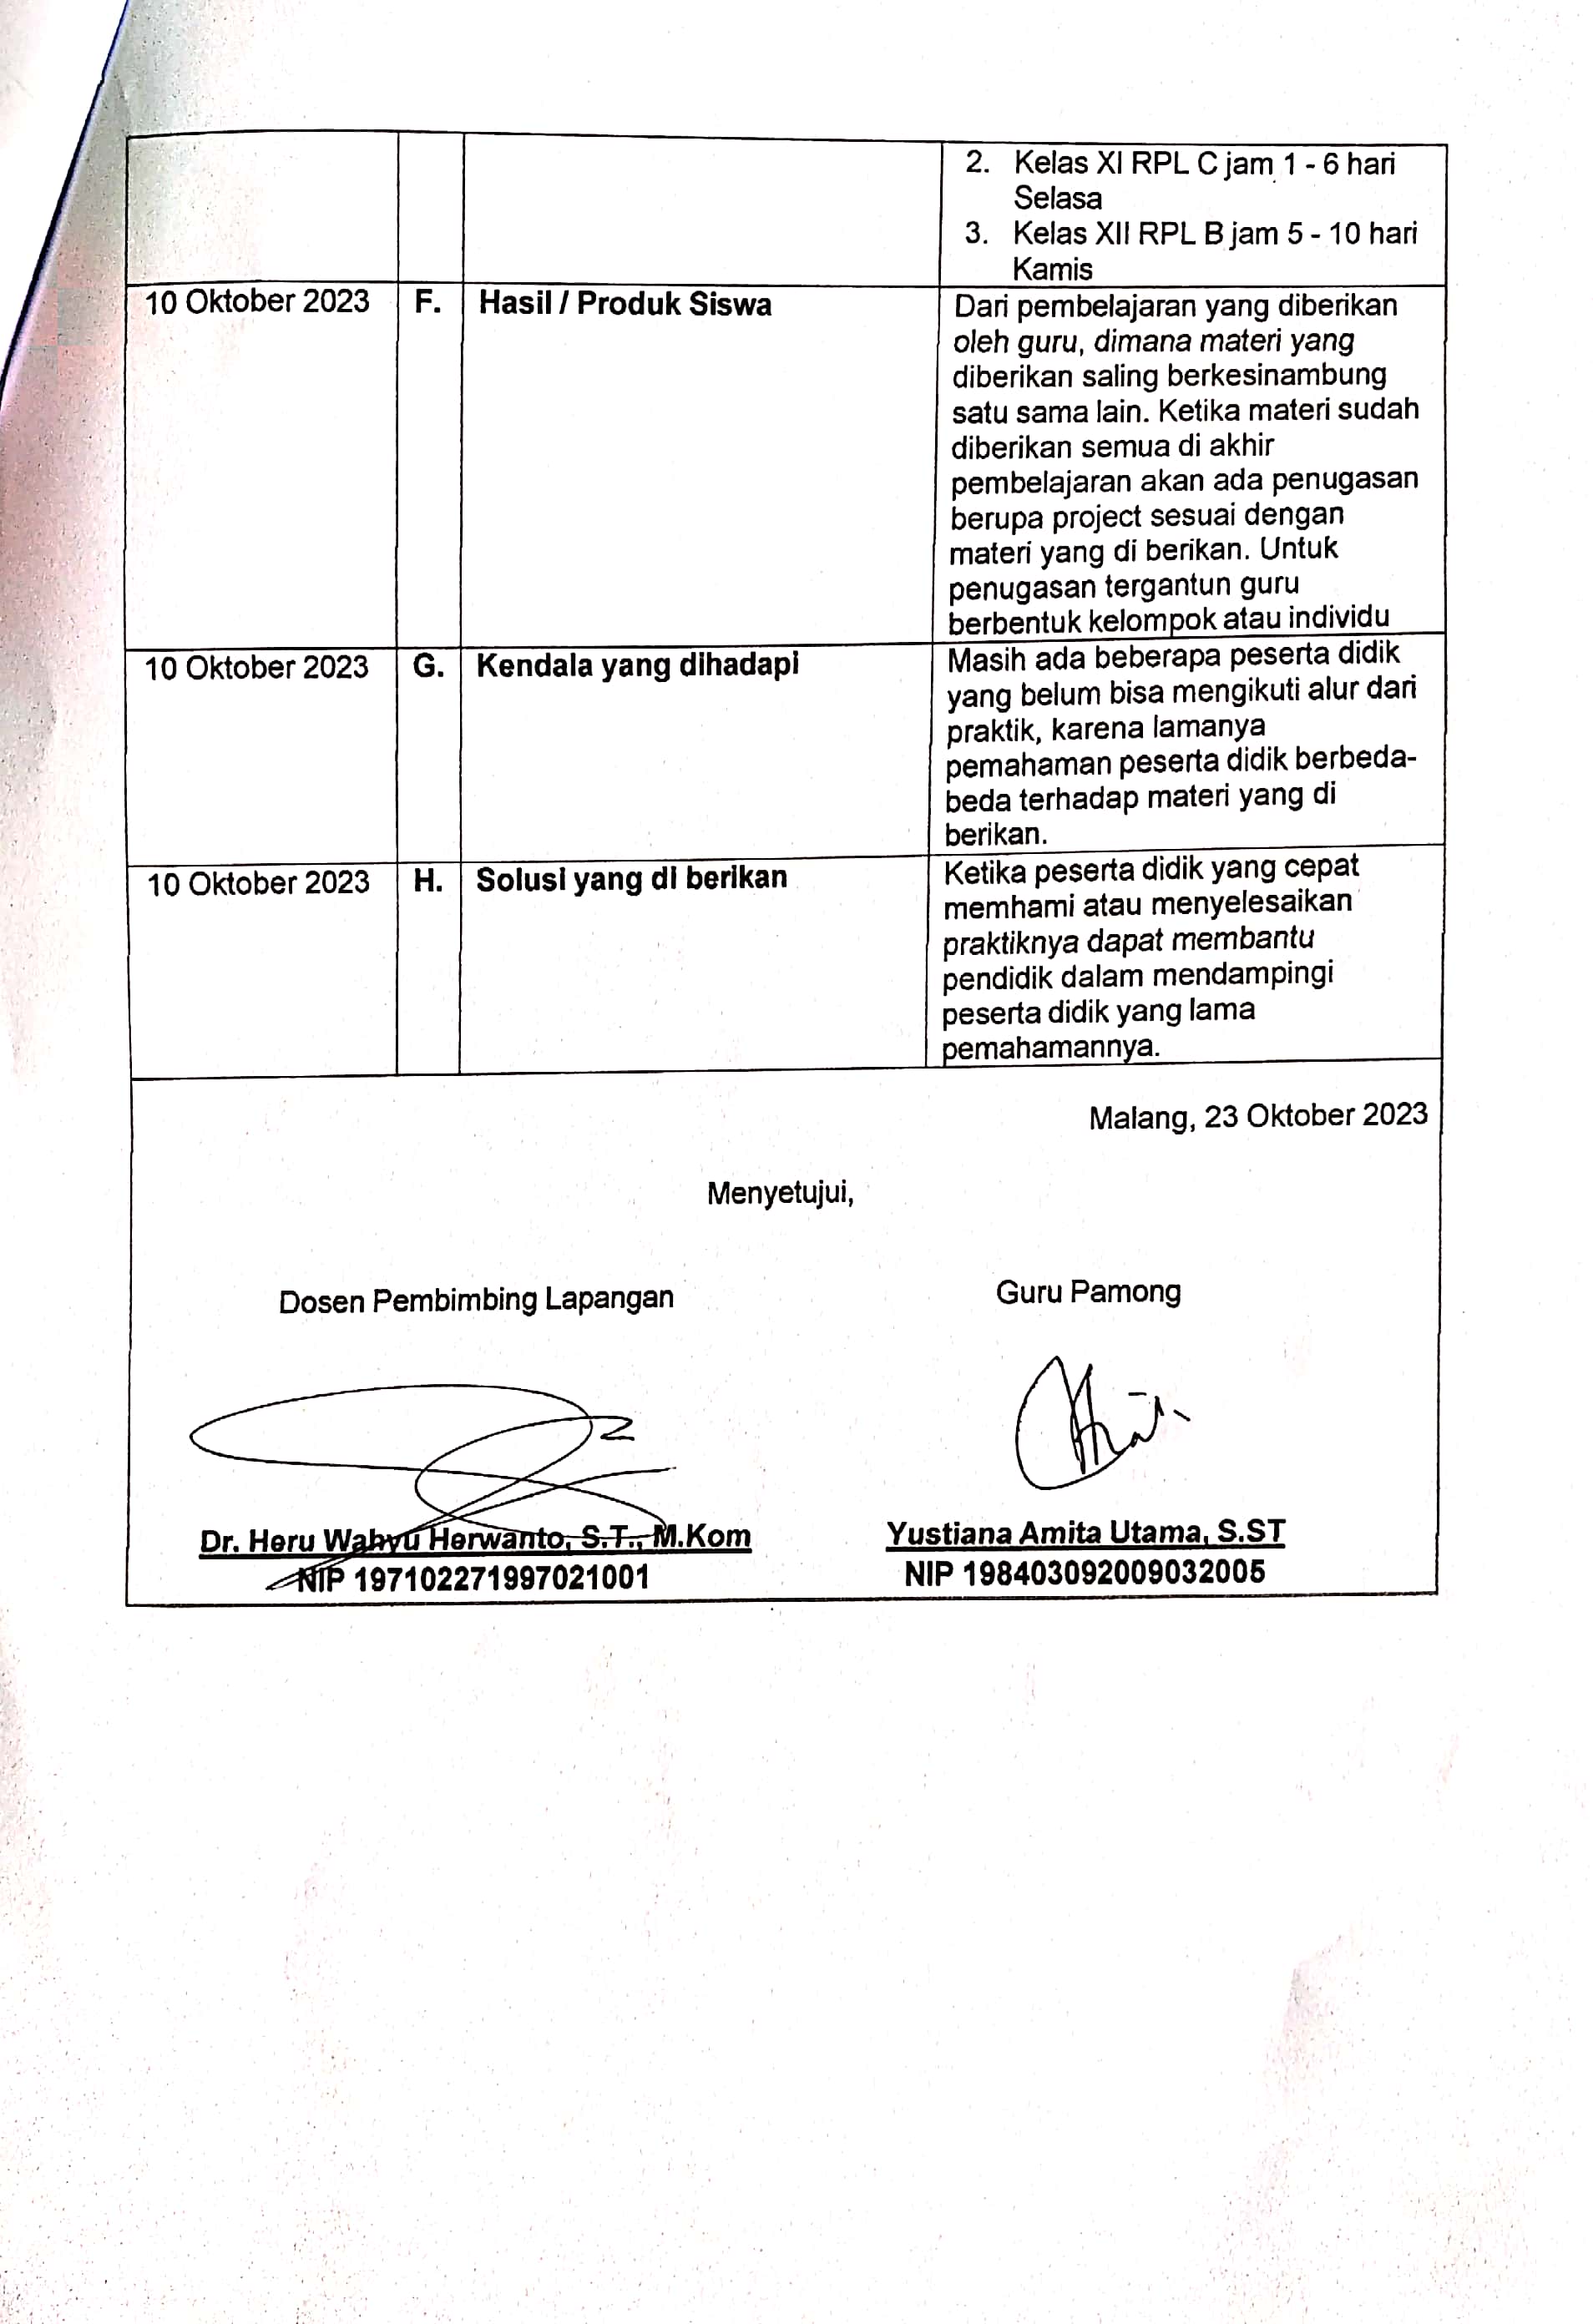 2. Kelas XI RPL C jam 1 - 6 hari
Selasa
3. Kelas XII RPL B jam 5 - 10 hari
Kamis
10 Oktober 2023 F. Hasil / Produk Siswa
Dari pembelajaran yang diberikan
oleh guru, dimana materi yang
diberikan saling berkesinambung
satu sama lain. Ketika materi sudah
diberikan semua di akhir
pembelajaran akan ada penugasan
berupa project sesuai dengan
materi yang di berikan. Untuk
penugasan tergantun guru
berbentuk kelompok atau individu
10 Oktober 2023 G. Kendala yang dihadapi
Masih ada beberapa peserta didik
yang belum bisa mengikuti alur dari
praktik, karena lamanya
pemahaman peserta didik berbeda-
beda terhadap materi yang di
berikan.
10 Oktober 2023 H. Solusi yang di berikan
Ketika peserta didik yang cepat
memhami atau menyelesaikan
praktiknya dapat membantu
pendidik dalam mendampingi
peserta didik yang lama
pemahamannya.
Malang, 23 Oktober 2023
Menyetujui,
Dosen Pembimbing Lapangan
Guru Pamong
Dr. Heru Wahyu Herwanto, S.T., M.Kom
NIP 197102271997021001
Yustiana Amita Utama, S.ST
NIP 198403092009032005